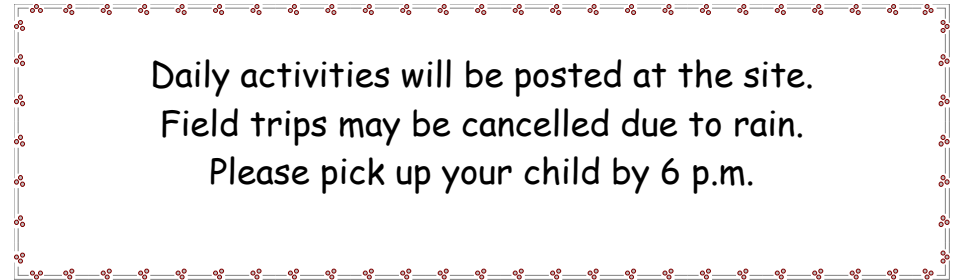 Daily activities will be posted at the site.
Field trips may be cancelled due to rain.
Please pick up your child by 6 p.m.